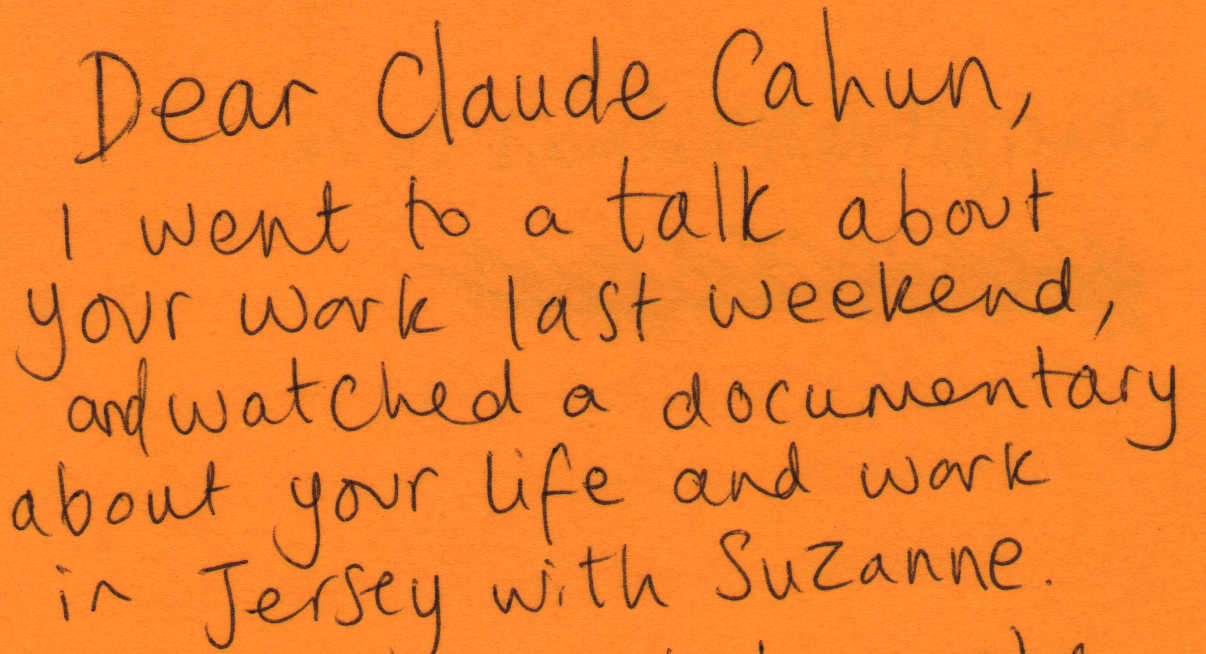 Dear Claude Cahun,
I went to a talk about
your work last weekend,
and watched a documentary
about your life and work
in Jersey with Suzanne.